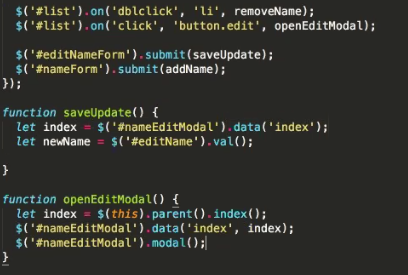 $('#list').on('dblclick', 'li', removeName);
$('#list').on('click', 'button.edit', openEditModal);
$('#editNameForm').submit(saveUpdate);
$('#nameForm').submit(addName);
});
function saveUpdate() {
let index = $('#nameEditModal').data('index');
let newName = $('#editName').val();
}
function openEditModal() {
let index = $(this).parent().index();
$('#nameEditModal').data('index', index);
$('#nameEditModal').modal();
}